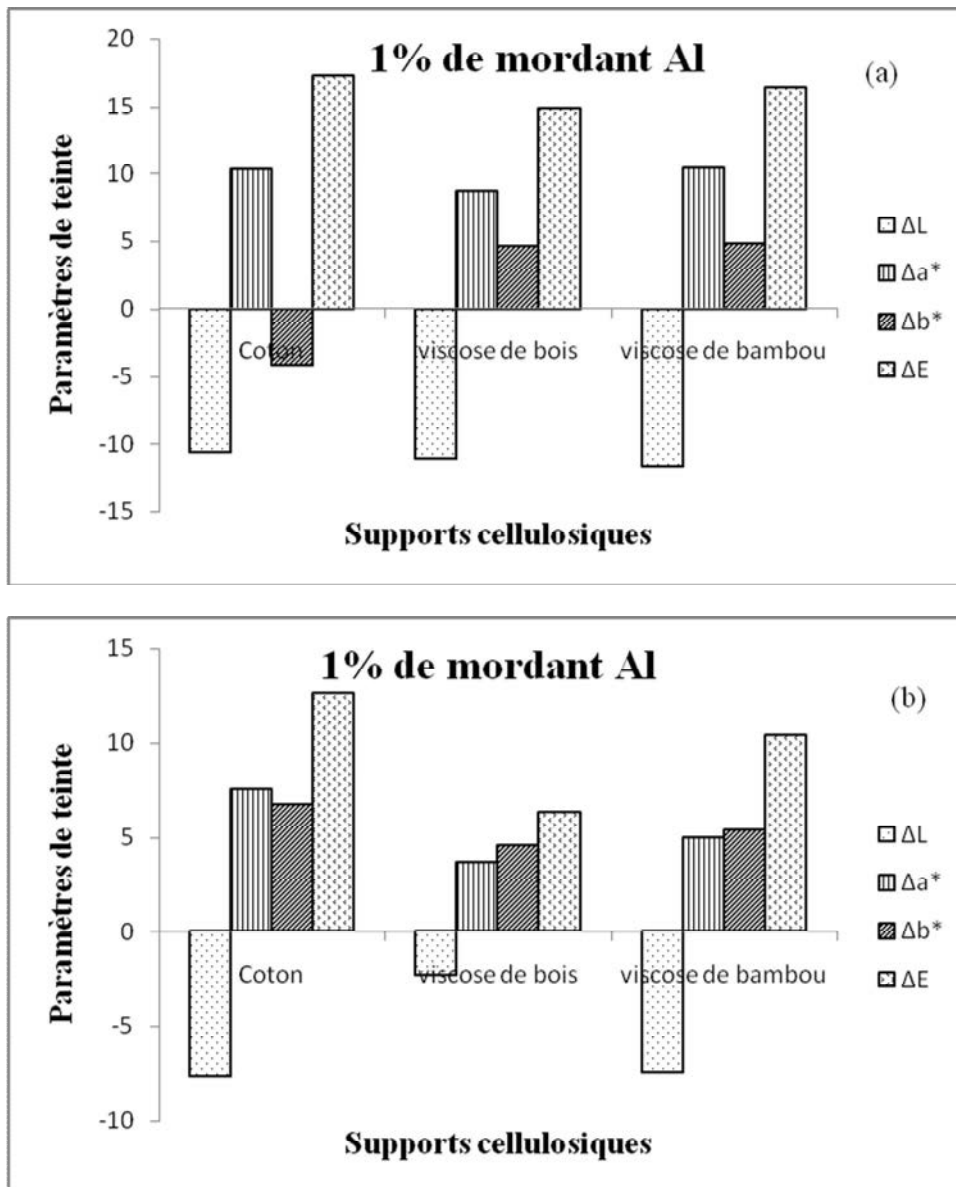 1% de mordant Al
(a)
Paramètres de teinte
20
15
10
5
0
-5
-10
-15
Coton
viscose de bois
viscose de bambou
Supports cellulosiques
ΔL
Δa*
Δb*
ΔE
1% de mordant Al
(b)
Paramètres de teinte
15
10
5
0
-5
-10
Coton
viscose de bois
viscose de bambou
Supports cellulosiques
ΔL
Δa*
Δb*
ΔE